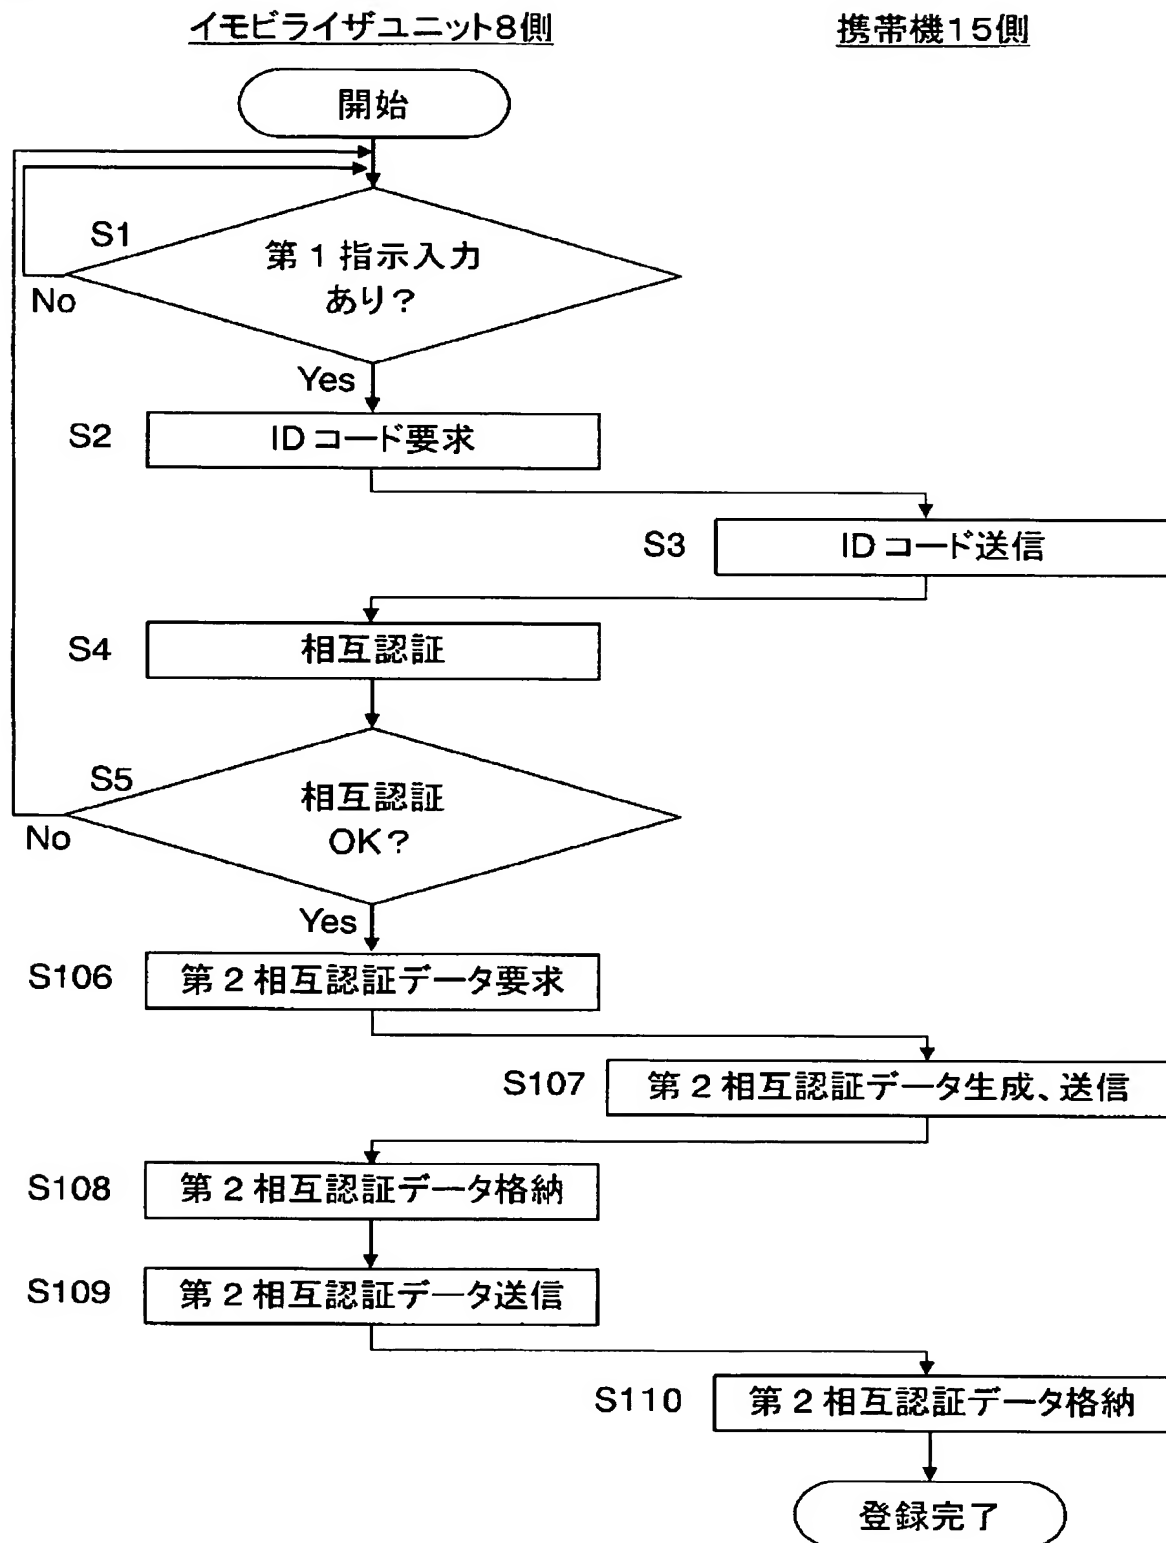 イモビライザユニット8側
携帯機15側
開始
S1
第1指示入力
あり?
No
Yes
S2
IDコード要求
S3
IDコード送信
S4
相互認証
S5
相互認証
OK?
No
Yes
S106
第2相互認証データ要求
S107
第2相互認証データ生成、送信
S108
第2相互認証データ格納
S109
第2相互認証データ送信
S110
第2相互認証データ格納
登録完了